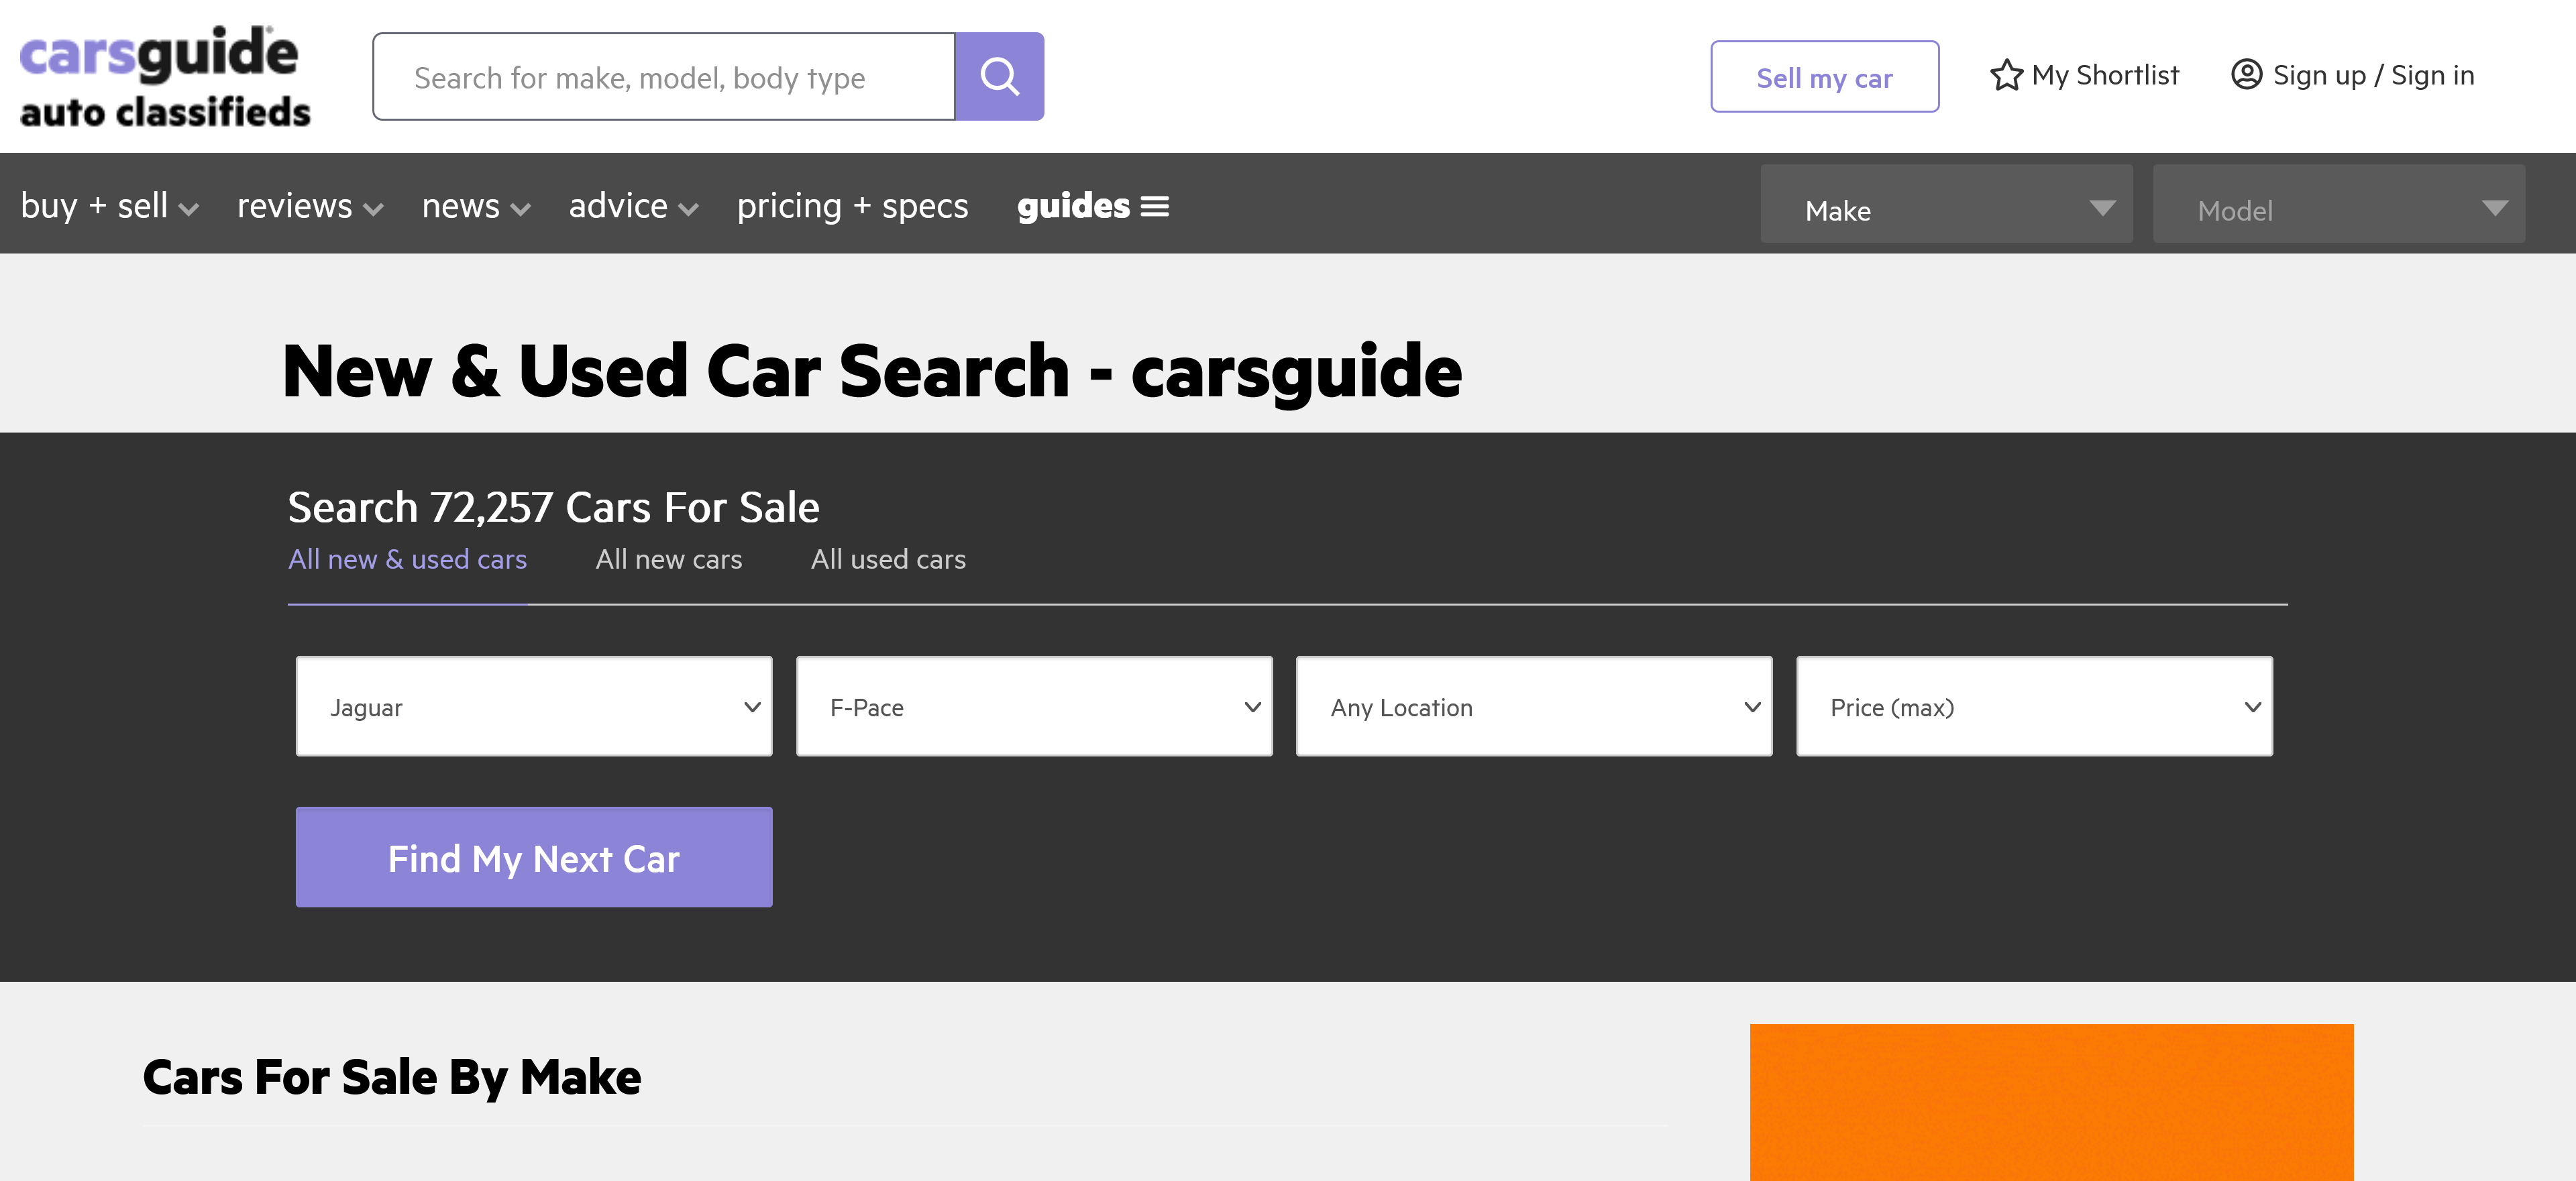 carsguide
auto classifieds
Search for make, model, body type
Sell my car
My Shortlist
Sign up / Sign in
buy + sell
reviews
news
advice
pricing + specs
guides
Make
Model
New & Used Car Search - carsguide
Search 72,257 Cars For Sale
All new & used cars
All new cars
All used cars
Jaguar
F-Pace
Any Location
Price (max)
Find My Next Car
Cars For Sale By Make